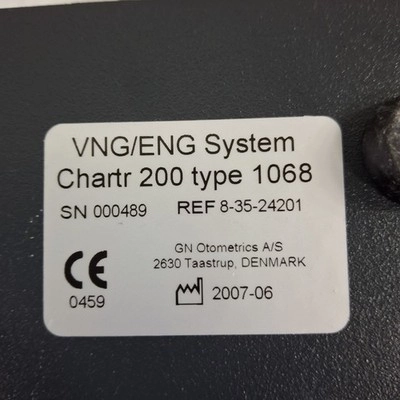 VNG/ENG System
Chartr 200 type 1068
SN 000489 REF 8-35-24201
GN Otometrics A/S
2630 Taastrup, DENMARK
CE
0459
2007-06